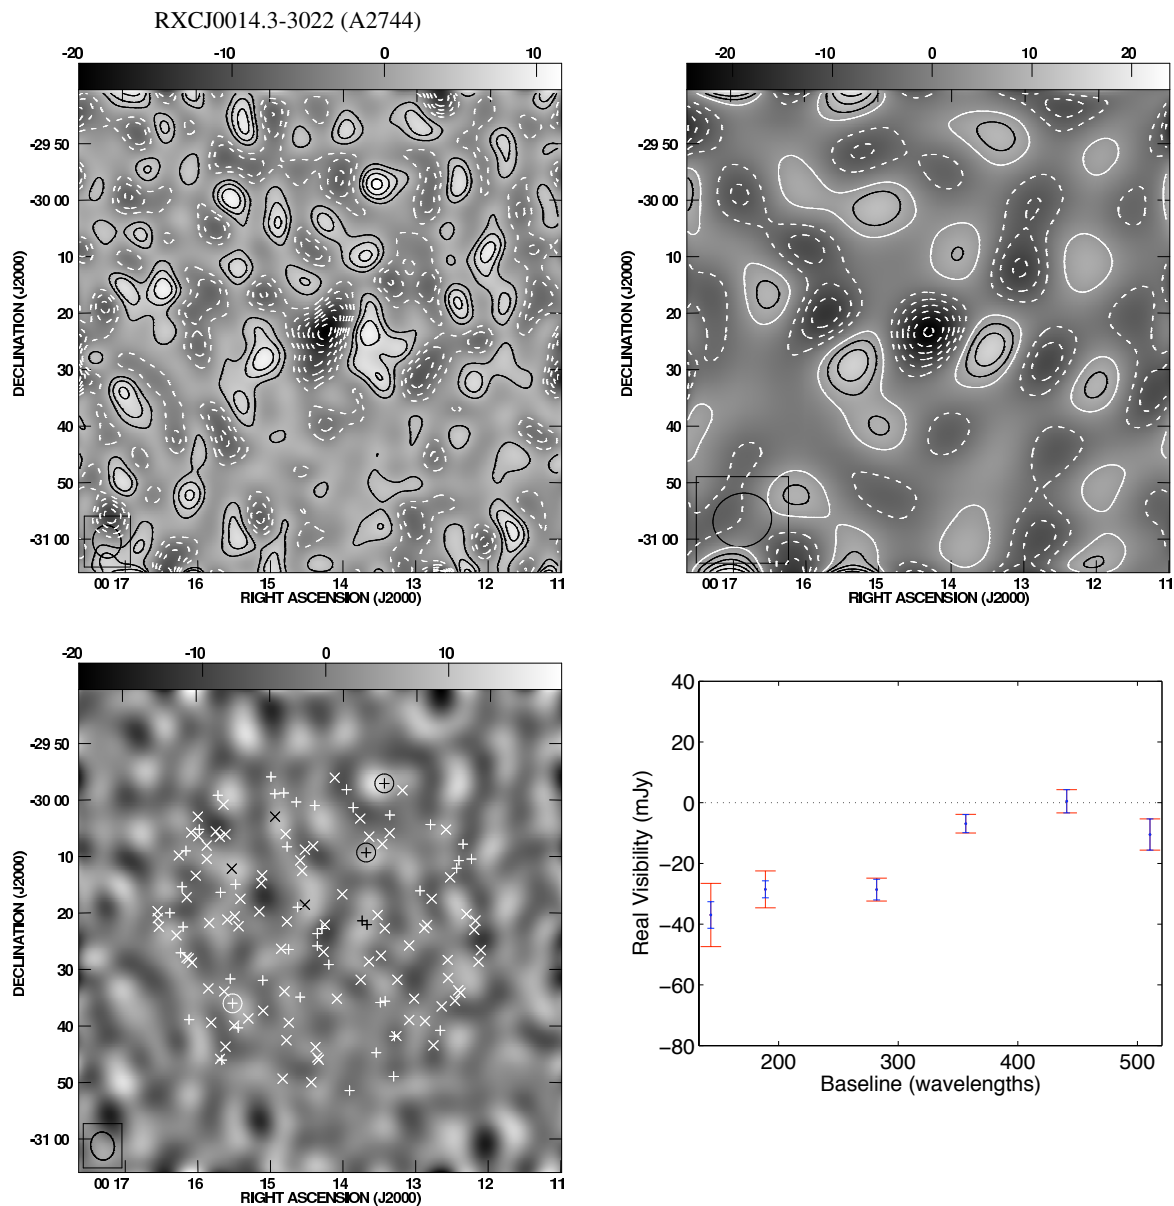 RXCJ0014.3-3022 (A2744)
-20 -10 0 10
DECLINATION (J2000)
-29 50
-30 00
10
20
30
40
50
-31 00
00 17 16 15 14 13 12 11
RIGHT ASCENSION (J2000)
-20 -10 0 10 20
DECLINATION (J2000)
-29 50
-30 00
10
20
30
40
50
-31 00
00 17 16 15 14 13 12 11
RIGHT ASCENSION (J2000)
-20 -10 0 10
DECLINATION (J2000)
-29 50
-30 00
10
20
30
40
50
-31 00
00 17 16 15 14 13 12 11
RIGHT ASCENSION (J2000)
Real Visibility (mJy)
40
20
0
−20
−40
−60
−80
200 300 400 500
Baseline (wavelengths)